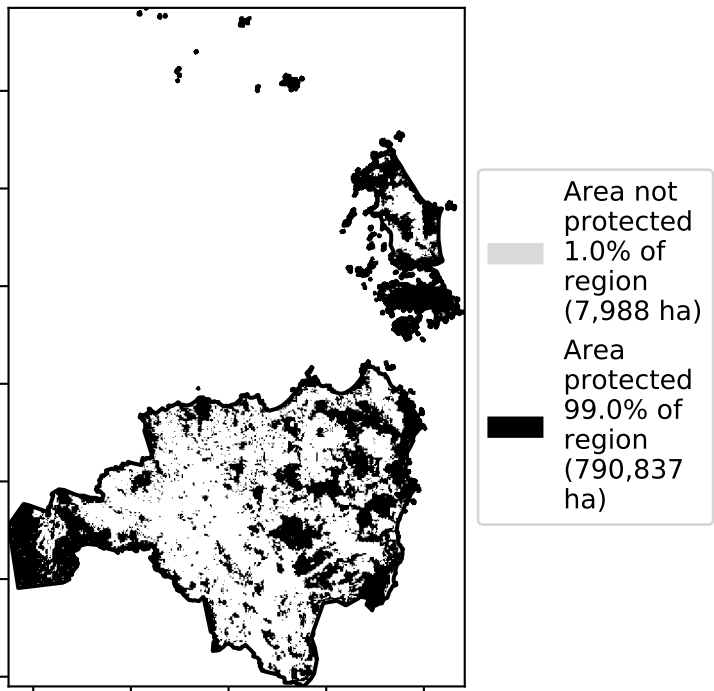 Area not
protected
1.0% of
region
(7,988 ha)
Area
protected
99.0% of
region
(790,837
ha)